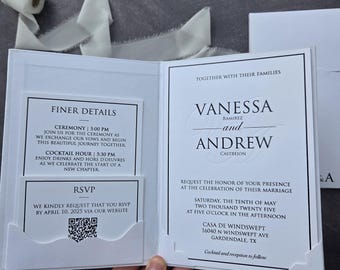 FINER DETAILS
CEREMONY | 5:00 PM
JOIN US FOR THE CEREMONY AS
WE EXCHANGE OUR VOWS AND BEGIN
THIS BEAUTIFUL JOURNEY TOGETHER.
COCKTAIL HOUR | 5:30 PM
ENJOY DRINKS AND HORS D'OEUVRES
AS WE CELEBRATE THE START OF A
NEW CHAPTER.
RSVP
WE KINDLY REQUEST THAT YOU RSVP
BY APRIL 10, 2025 VIA OUR WEBSITE
TOGETHER WITH THEIR FAMILIES
VANESSA
RAMIREZ
and
ANDREW
CASTREJON
REQUEST THE HONOR OF YOUR PRESENCE
AT THE CELEBRATION OF THEIR MARRIAGE
SATURDAY, THE TENTH OF MAY
TWO THOUSAND TWENTY FIVE
AT FIVE O'CLOCK IN THE AFTERNOON
CASA DE WINDSWEPT
16040 N WINDSWEPT AVE
GARDENDALE, TX
Cocktail and reception to follow
&A